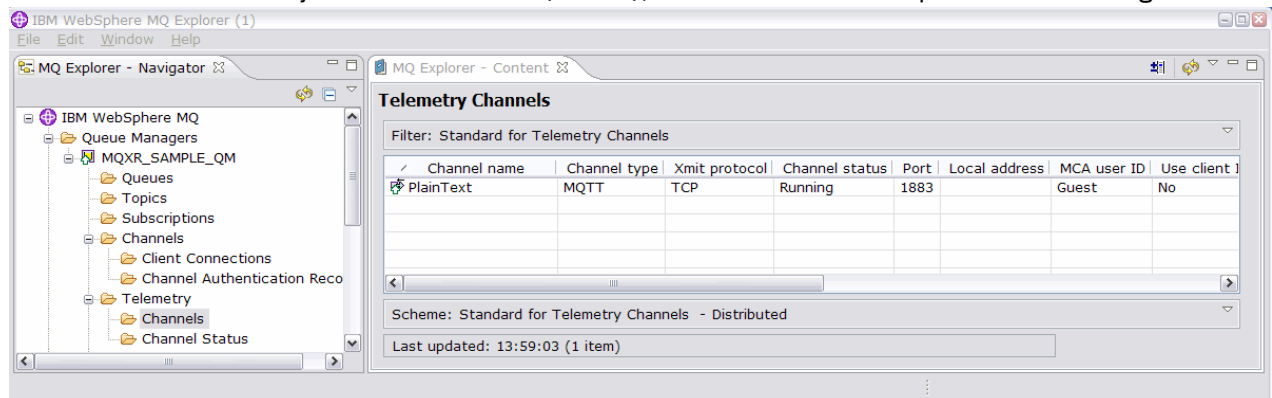 IBM WebSphere MQ Explorer (1)
File Edit Window Help
MQ Explorer - Navigator
IBM WebSphere MQ
Queue Managers
MQXR_SAMPLE_QM
Queues
Topics
Subscriptions
Channels
Client Connections
Channel Authentication Reco
Telemetry
Channels
Channel Status
MQ Explorer - Content
Telemetry Channels
Filter: Standard for Telemetry Channels
Channel name Channel type Xmit protocol Channel status Port Local address MCA user ID Use client I
PlainText MQTT TCP Running 1883 Guest No
Scheme: Standard for Telemetry Channels - Distributed
Last updated: 13:59:03 (1 item)